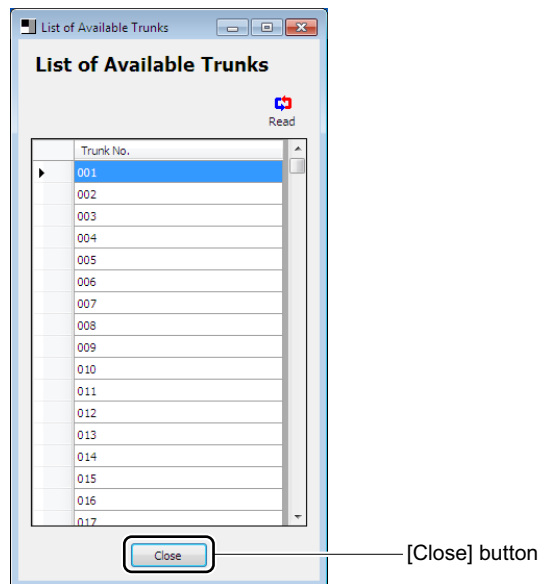 List of Available Trunks
List of Available Trunks
Read
Trunk No.
001
002
003
004
005
006
007
008
009
010
011
012
013
014
015
016
017
Close
[Close] button